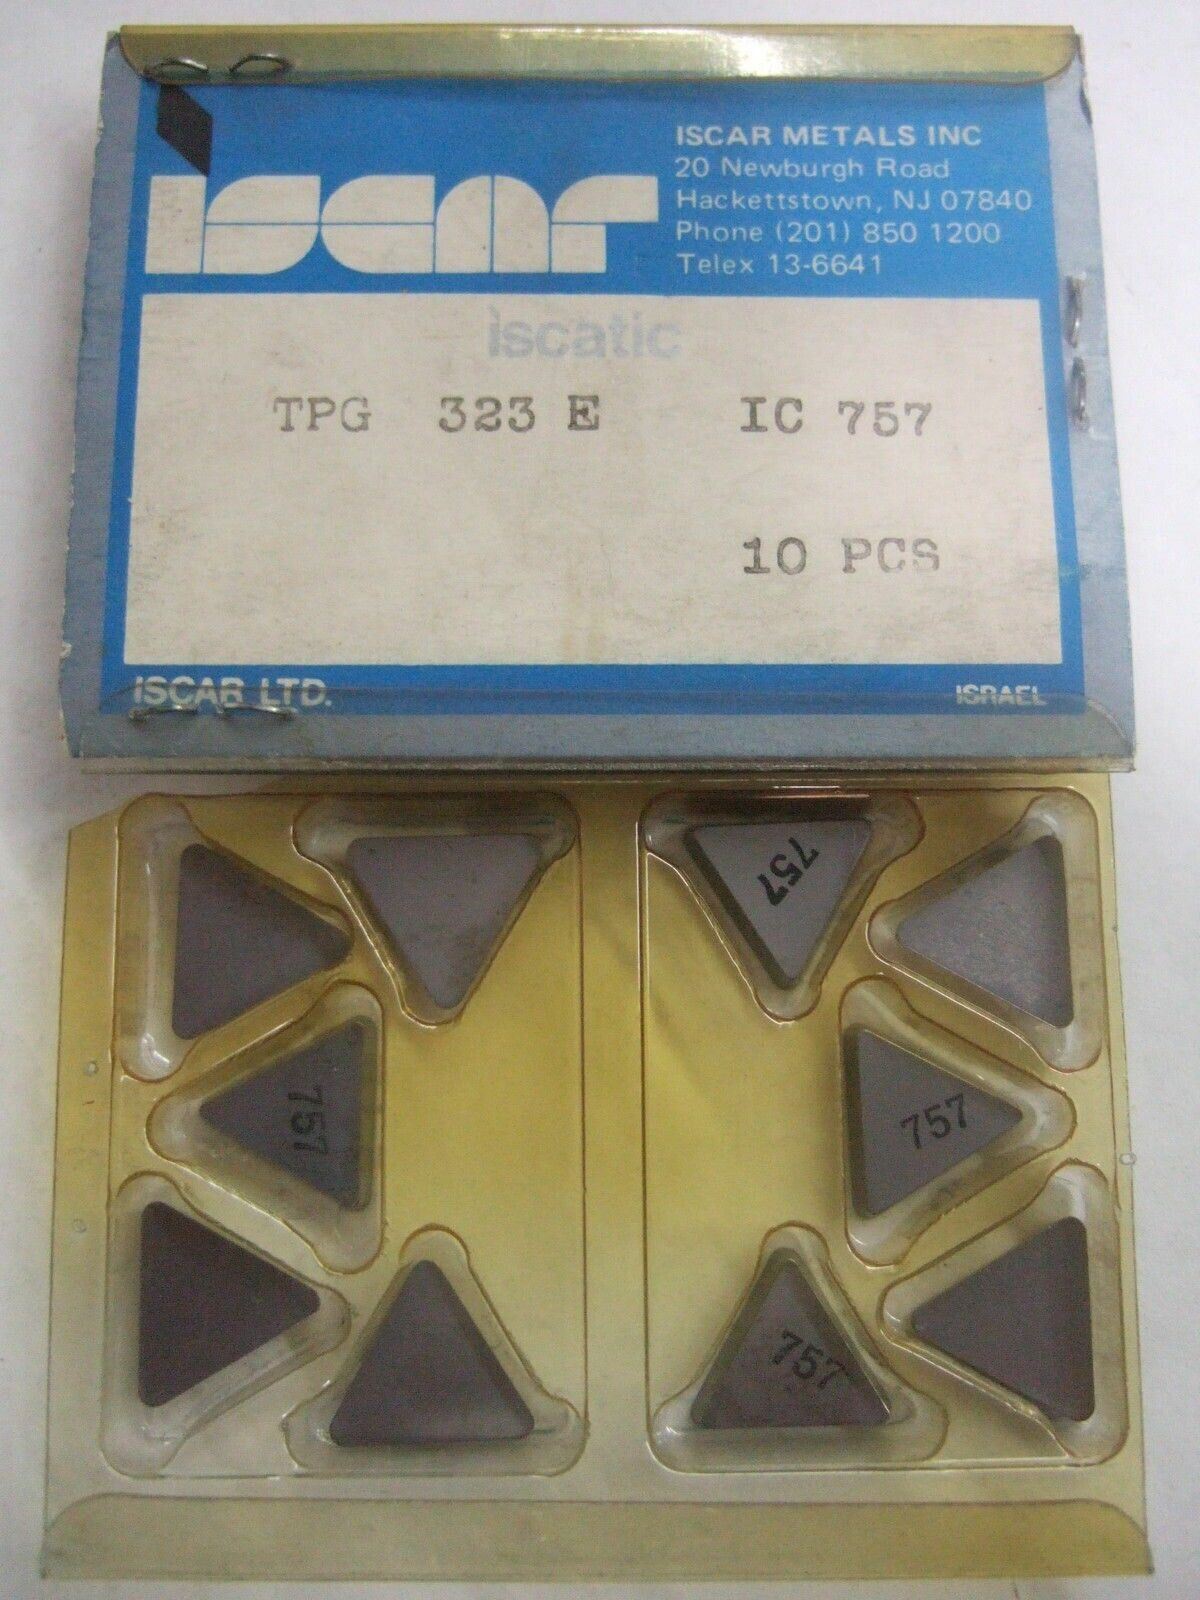 iscar
ISCAR METALS INC
20 Newburgh Road
Hackettstown, NJ 07840
Phone (201) 850 1200
Telex 13-6641
iscatic
TPG 323 E IC 757
10 PCS
ISCAR LTD. ISRAEL
757
757
757
757